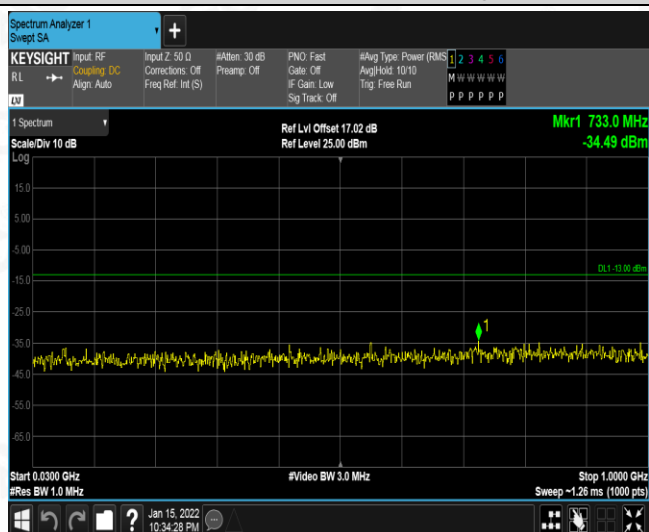 Spectrum Analyzer 1
Swept SA
+
KEYSIGHT
RL
LXI
Input: RF
Coupling: DC
Align: Auto
Input Z: 50 Ω
Corrections: Off
Freq Ref: Int (S)
#Atten: 30 dB
Preamp: Off
PNO: Fast
Gate: Off
IF Gain: Low
Sig Track: Off
#Avg Type: Power (RMS
Avg|Hold: 10/10
Trig: Free Run
1 2 3 4 5 6
M W W W W W
P P P P P P
1 Spectrum
Scale/Div 10 dB
Log
Ref Lvl Offset 17.02 dB
Ref Level 25.00 dBm
Mkr1 733.0 MHz
-34.49 dBm
15.0
5.00
-5.00
DL1 -13.00 dBm
-15.0
-25.0
1
-35.0
-45.0
-55.0
-65.0
Start 0.0300 GHz
#Res BW 1.0 MHz
#Video BW 3.0 MHz
Stop 1.0000 GHz
Sweep ~1.26 ms (1000 pts)
?
Jan 15, 2022
10:34:28 PM